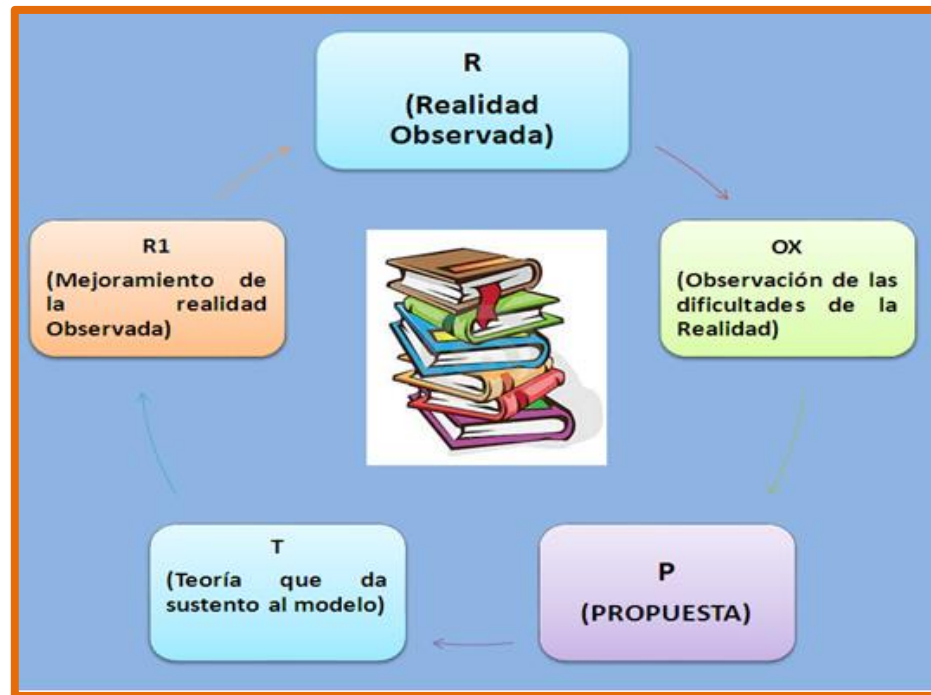 R
(Realidad
Observada)
OX
(Observación de las
dificultades de la
Realidad)
P
(PROPUESTA)
T
(Teoría que da
sustento al modelo)
R1
(Mejoramiento de
la realidad
Observada)